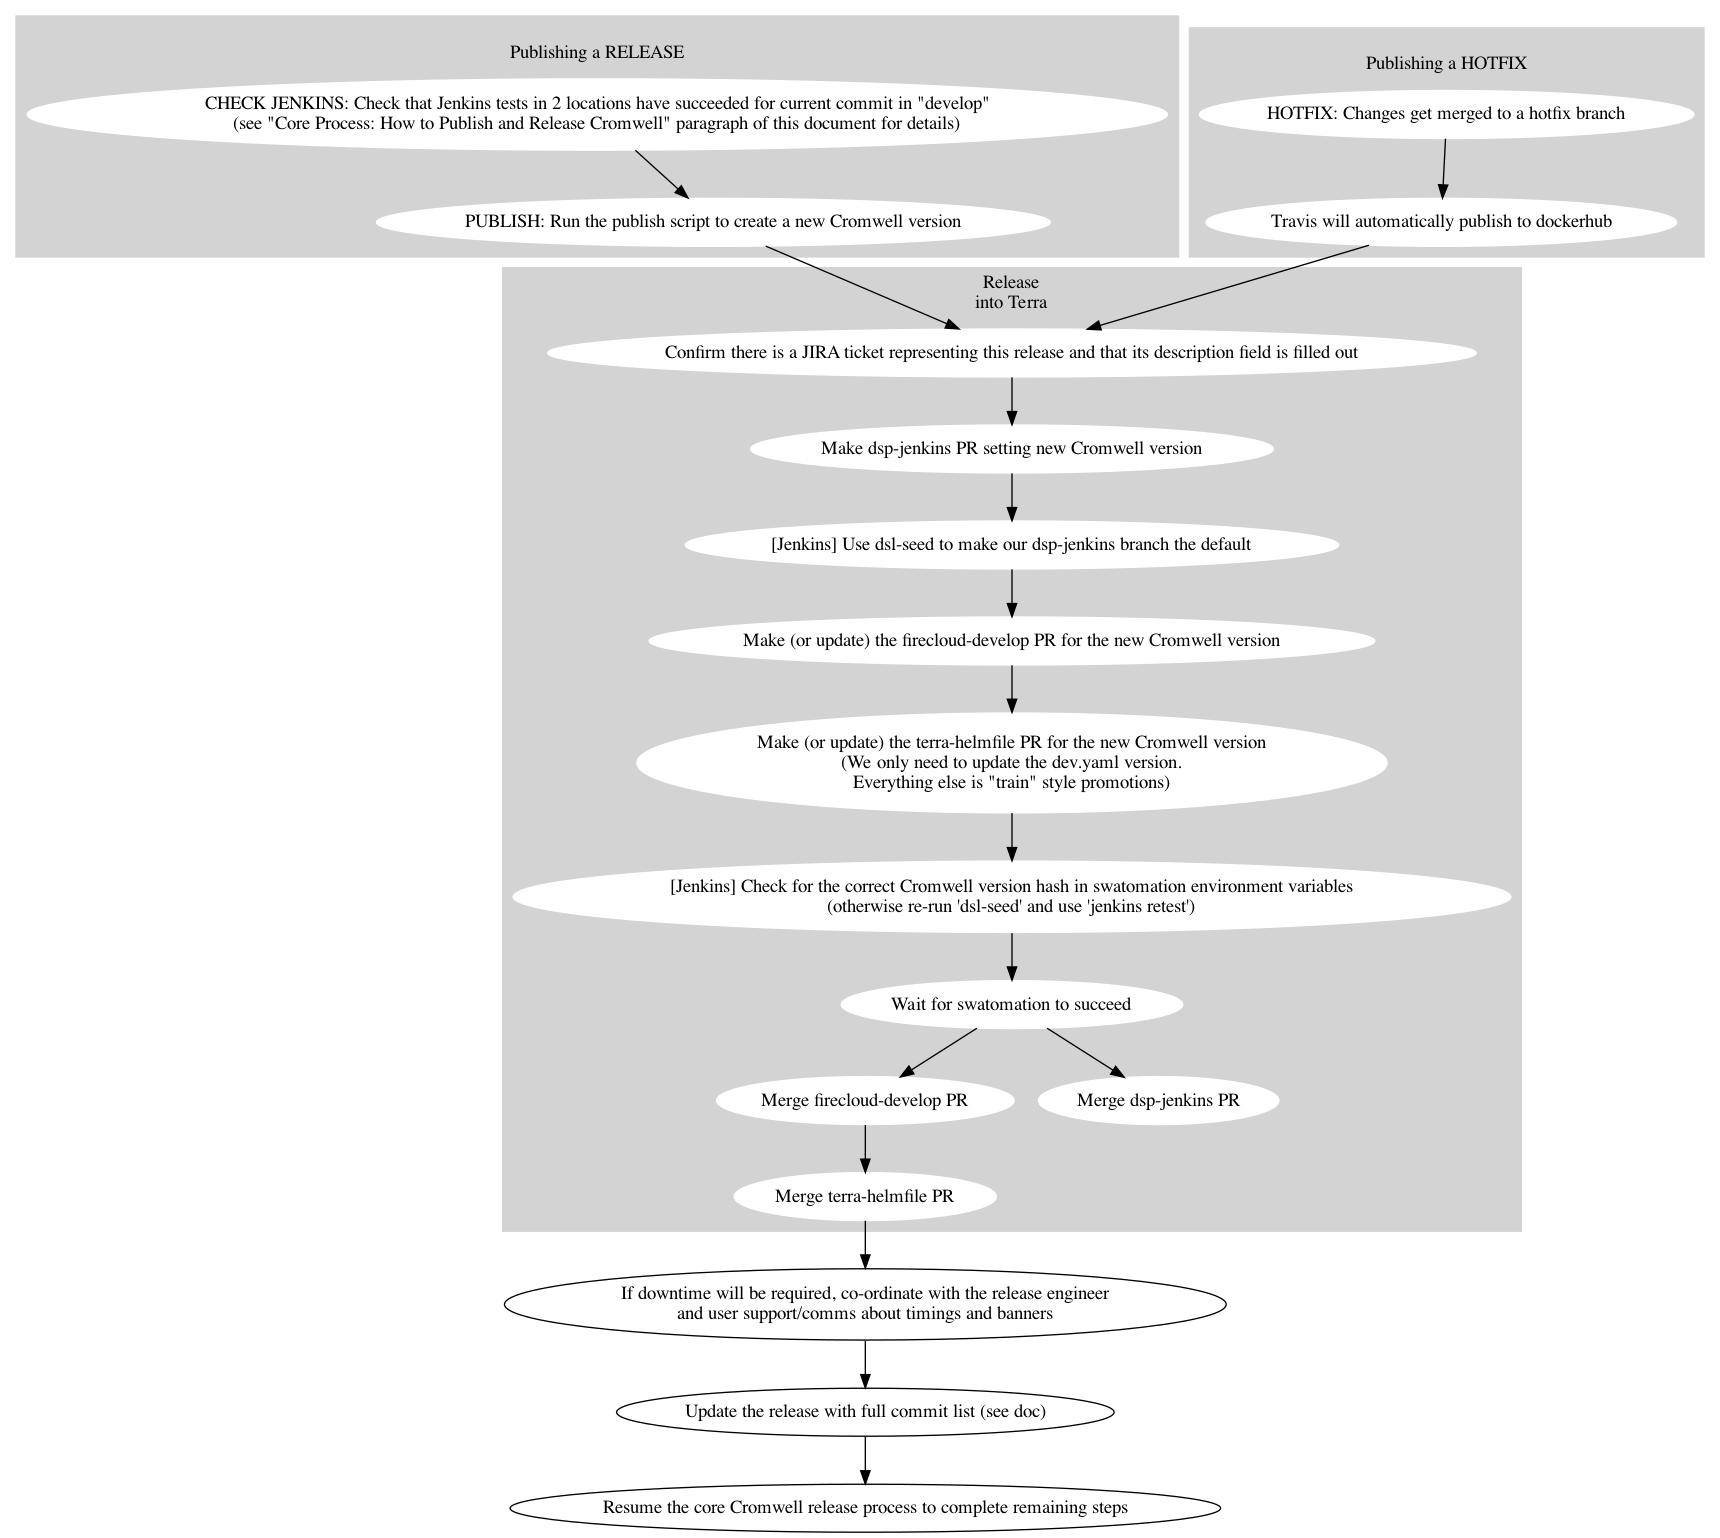 Publishing a RELEASE
CHECK JENKINS: Check that Jenkins tests in 2 locations have succeeded for current commit in "develop"
(see "Core Process: How to Publish and Release Cromwell" paragraph of this document for details)
PUBLISH: Run the publish script to create a new Cromwell version
Publishing a HOTFIX
HOTFIX: Changes get merged to a hotfix branch
Travis will automatically publish to dockerhub
Release
into Terra
Confirm there is a JIRA ticket representing this release and that its description field is filled out
Make dsp-jenkins PR setting new Cromwell version
[Jenkins] Use dsl-seed to make our dsp-jenkins branch the default
Make (or update) the firecloud-develop PR for the new Cromwell version
Make (or update) the terra-helmfile PR for the new Cromwell version
(We only need to update the dev.yaml version.
Everything else is "train" style promotions)
[Jenkins] Check for the correct Cromwell version hash in swatomation environment variables
(otherwise re-run 'dsl-seed' and use 'jenkins retest')
Wait for swatomation to succeed
Merge firecloud-develop PR
Merge dsp-jenkins PR
Merge terra-helmfile PR
If downtime will be required, co-ordinate with the release engineer
and user support/comms about timings and banners
Update the release with full commit list (see doc)
Resume the core Cromwell release process to complete remaining steps